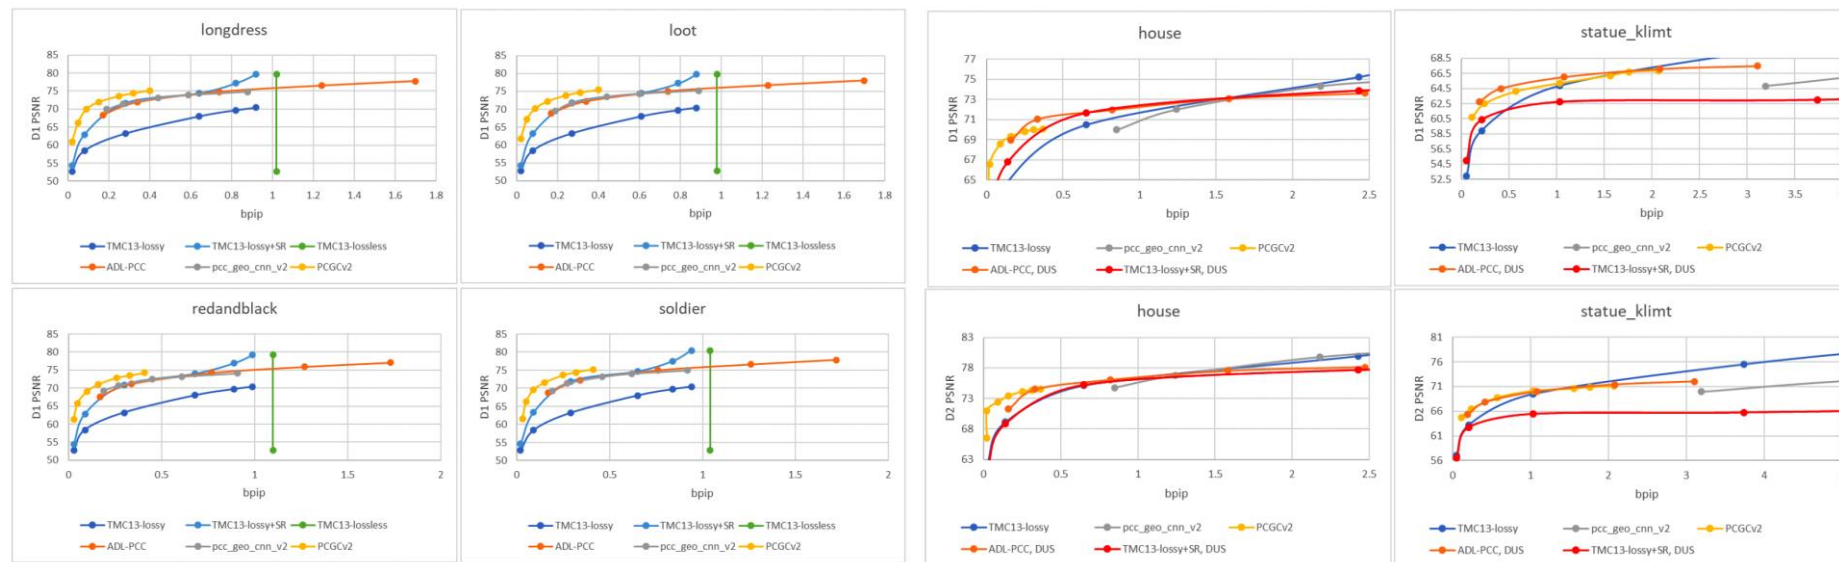 longdress
D1 PSNR
85
80
75
70
65
60
55
50
0 0.2 0.4 0.6 0.8 1 1.2 1.4 1.6 1.8
bpip
TMC13-lossy TMC13-lossy+SR TMC13-lossless
ADL-PCC pcc_geo_cnn_v2 PCGCv2
loot
D1 PSNR
85
80
75
70
65
60
55
50
0 0.2 0.4 0.6 0.8 1 1.2 1.4 1.6 1.8
bpip
TMC13-lossy TMC13-lossy+SR TMC13-lossless
ADL-PCC pcc_geo_cnn_v2 PCGCv2
house
D1 PSNR
77
75
73
71
69
67
65
0 0.5 1 1.5 2 2.5
bpip
TMC13-lossy pcc_geo_cnn_v2 PCGCv2
ADL-PCC, DUS TMC13-lossy+SR, DUS
statue_klimt
D1 PSNR
68.5
66.5
64.5
62.5
60.5
58.5
56.5
54.5
52.5
0 0.5 1 1.5 2 2.5 3 3.5
bpip
TMC13-lossy pcc_geo_cnn_v2 PCGCv2
ADL-PCC, DUS TMC13-lossy+SR, DUS
redandblack
D1 PSNR
85
80
75
70
65
60
55
50
0 0.5 1 1.5 2
bpip
TMC13-lossy TMC13-lossy+SR TMC13-lossless
ADL-PCC pcc_geo_cnn_v2 PCGCv2
soldier
D1 PSNR
85
80
75
70
65
60
55
50
0 0.5 1 1.5 2
bpip
TMC13-lossy TMC13-lossy+SR TMC13-lossless
ADL-PCC pcc_geo_cnn_v2 PCGCv2
house
D2 PSNR
83
78
73
68
63
0 0.5 1 1.5 2 2.5
bpip
TMC13-lossy pcc_geo_cnn_v2 PCGCv2
ADL-PCC, DUS TMC13-lossy+SR, DUS
statue_klimt
D2 PSNR
81
76
71
66
61
56
0 1 2 3 4
bpip
TMC13-lossy pcc_geo_cnn_v2 PCGCv2
ADL-PCC, DUS TMC13-lossy+SR, DUS